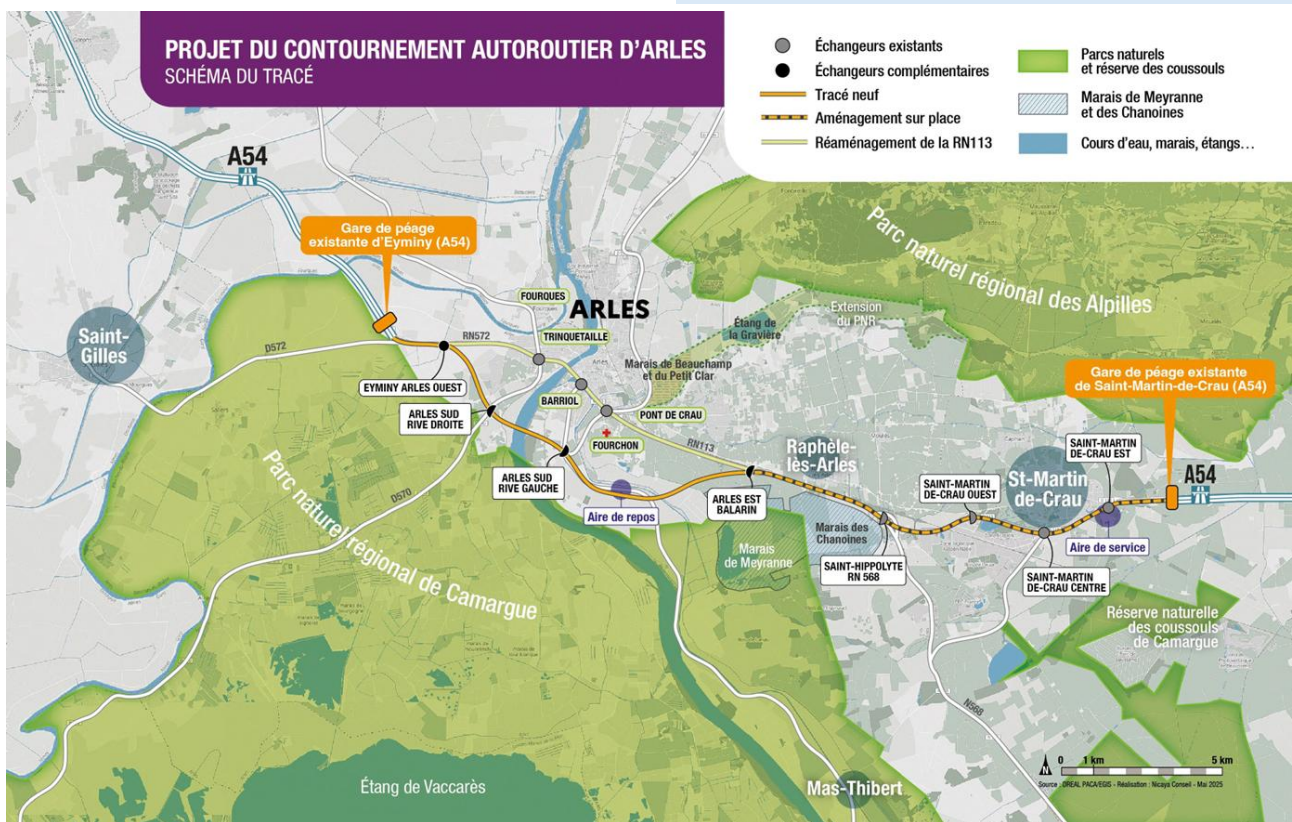 PROJET DU CONTOURNEMENT AUTOROUTIER D'ARLES
SCHÉMA DU TRACÉ
Échangeurs existants
Échangeurs complémentaires
Tracé neuf
Aménagement sur place
Réaménagement de la RN113
Parcs naturels
et réserve des coussouls
Marais de Meyranne
et des Chanoines
Cours d'eau, marais, étangs...
A54
Gare de péage
existante d'Eyminy (A54)
Saint-
Gilles
D572
RN572
FOURQUES
ARLES
TRINQUETAILLE
Étang de
la Gravière
Extension
du PNR
Parc naturel régional des Alpilles
Marais de Beauchamp
et du Petit Clar
EYMINY ARLES OUEST
BARRIOL
PONT DE CRAU
ARLES SUD
RIVE DROITE
FOURCHON
RN113
Gare de péage existante
de Saint-Martin-de-Crau (A54)
Raphèle-
lès-Arles
SAINT-MARTIN
DE-CRAU EST
St-Martin
de-Crau
A54
SAINT-MARTIN
DE-CRAU OUEST
ARLES SUD
RIVE GAUCHE
Aire de repos
ARLES EST
BALARIN
Marais des
Chanoines
Marais
de Meyranne
SAINT-HIPPOLYTE
RN 568
Aire de service
SAINT-MARTIN
DE-CRAU CENTRE
Parc naturel régional de Camargue
D570
Réserve naturelle
des coussouls
de Camargue
N568
Étang de Vaccarès
Mas-Thibert
N
0 1 km 5 km
Source : DREAL PACA/EGIS - Réalisation : Nicaya Conseil - Mai 2025